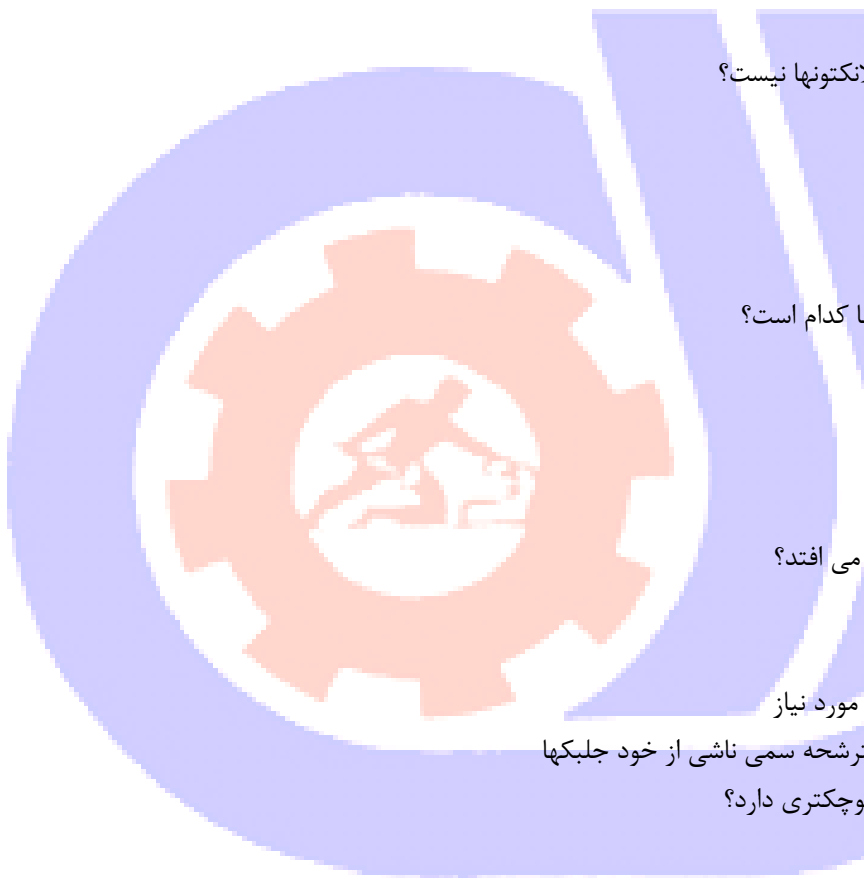 لانکتونها نیست؟
ا کدام است؟
می افتد؟
مورد نیاز
ترشحه سمی ناشی از خود جلبکها
وچکتری دارد؟